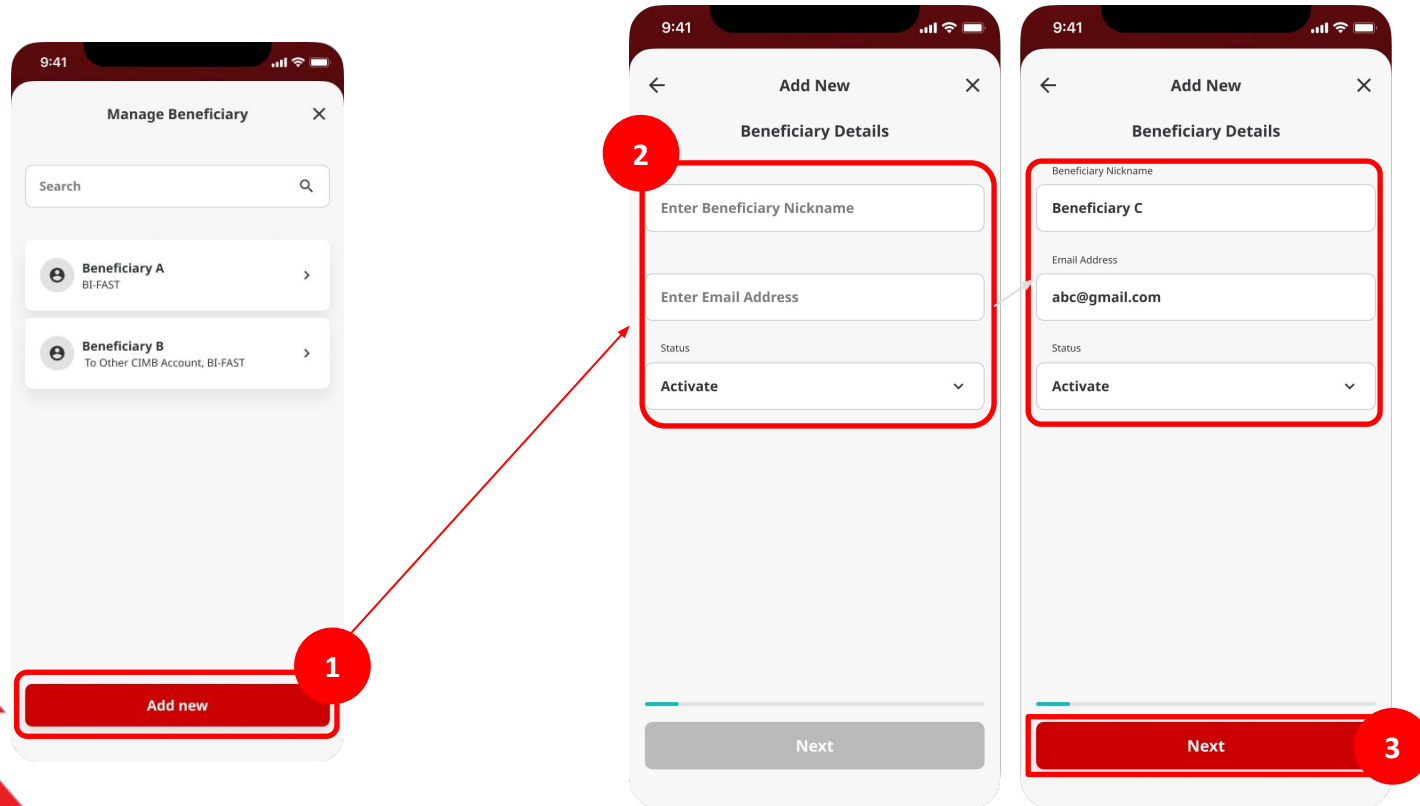 9:41
Manage Beneficiary
Search
Beneficiary A
BI-FAST
Beneficiary B
To Other CIMB Account, BI-FAST
1
Add new
9:41
Add New
Beneficiary Details
2
Enter Beneficiary Nickname
Enter Email Address
Status
Activate
Next
9:41
Add New
Beneficiary Details
Beneficiary Nickname
Beneficiary C
Email Address
abc@gmail.com
Status
Activate
Next
3